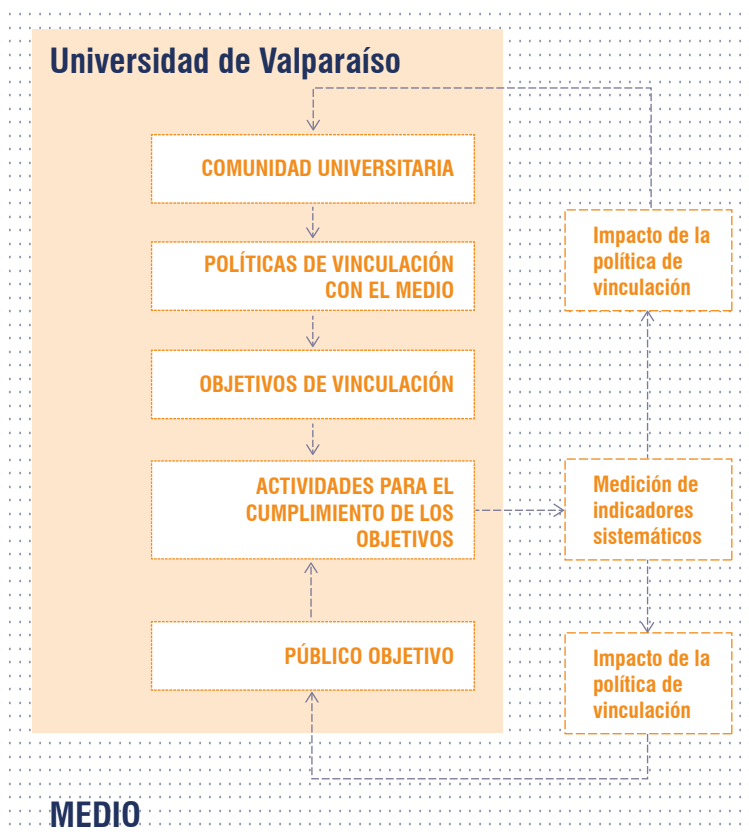 Universidad de Valparaíso
COMUNIDAD UNIVERSITARIA
POLÍTICAS DE VINCULACIÓN
CON EL MEDIO
OBJETIVOS DE VINCULACIÓN
ACTIVIDADES PARA EL
CUMPLIMIENTO DE LOS
OBJETIVOS
PÚBLICO OBJETIVO
Impacto de la
política de
vinculación
Medición de
indicadores
sistemáticos
Impacto de la
política de
vinculación
MEDIO